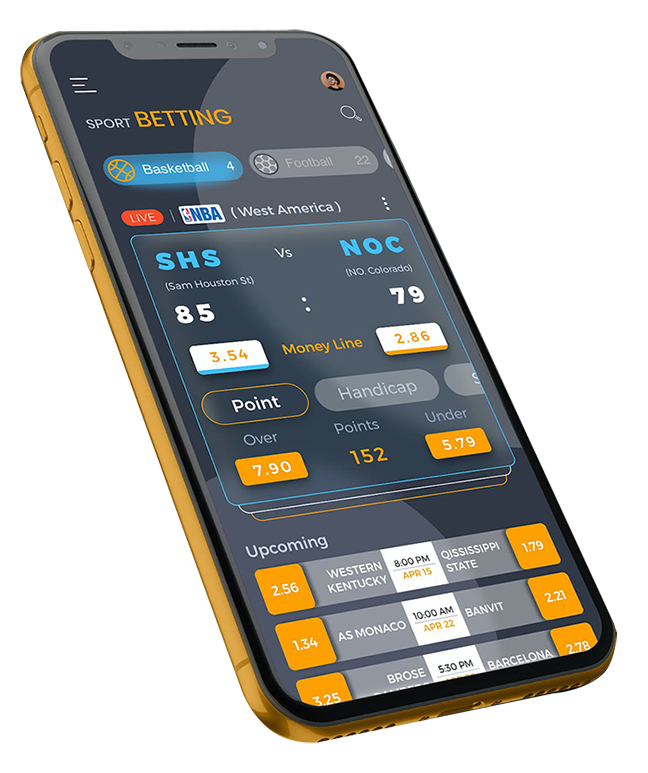 SPORT BETTING
Basketball 4 Football 22
LIVE | NBA (West America)
SHS Vs NOC
(Sam Houston St) (NO. Colorado)
85 : 79
3.54 Money Line 2.86
Point Handicap S
Over Points Under
7.90 152 5.79
Upcoming
2.56 WESTERN KENTUCKY 8:00 PM APR 15 QISSISSIPPI STATE 1.79
1.34 AS MONACO 10:00 AM APR 22 BANVIT 2.21
3.25 BROSE 5:30 PM BARCELONA 2.78